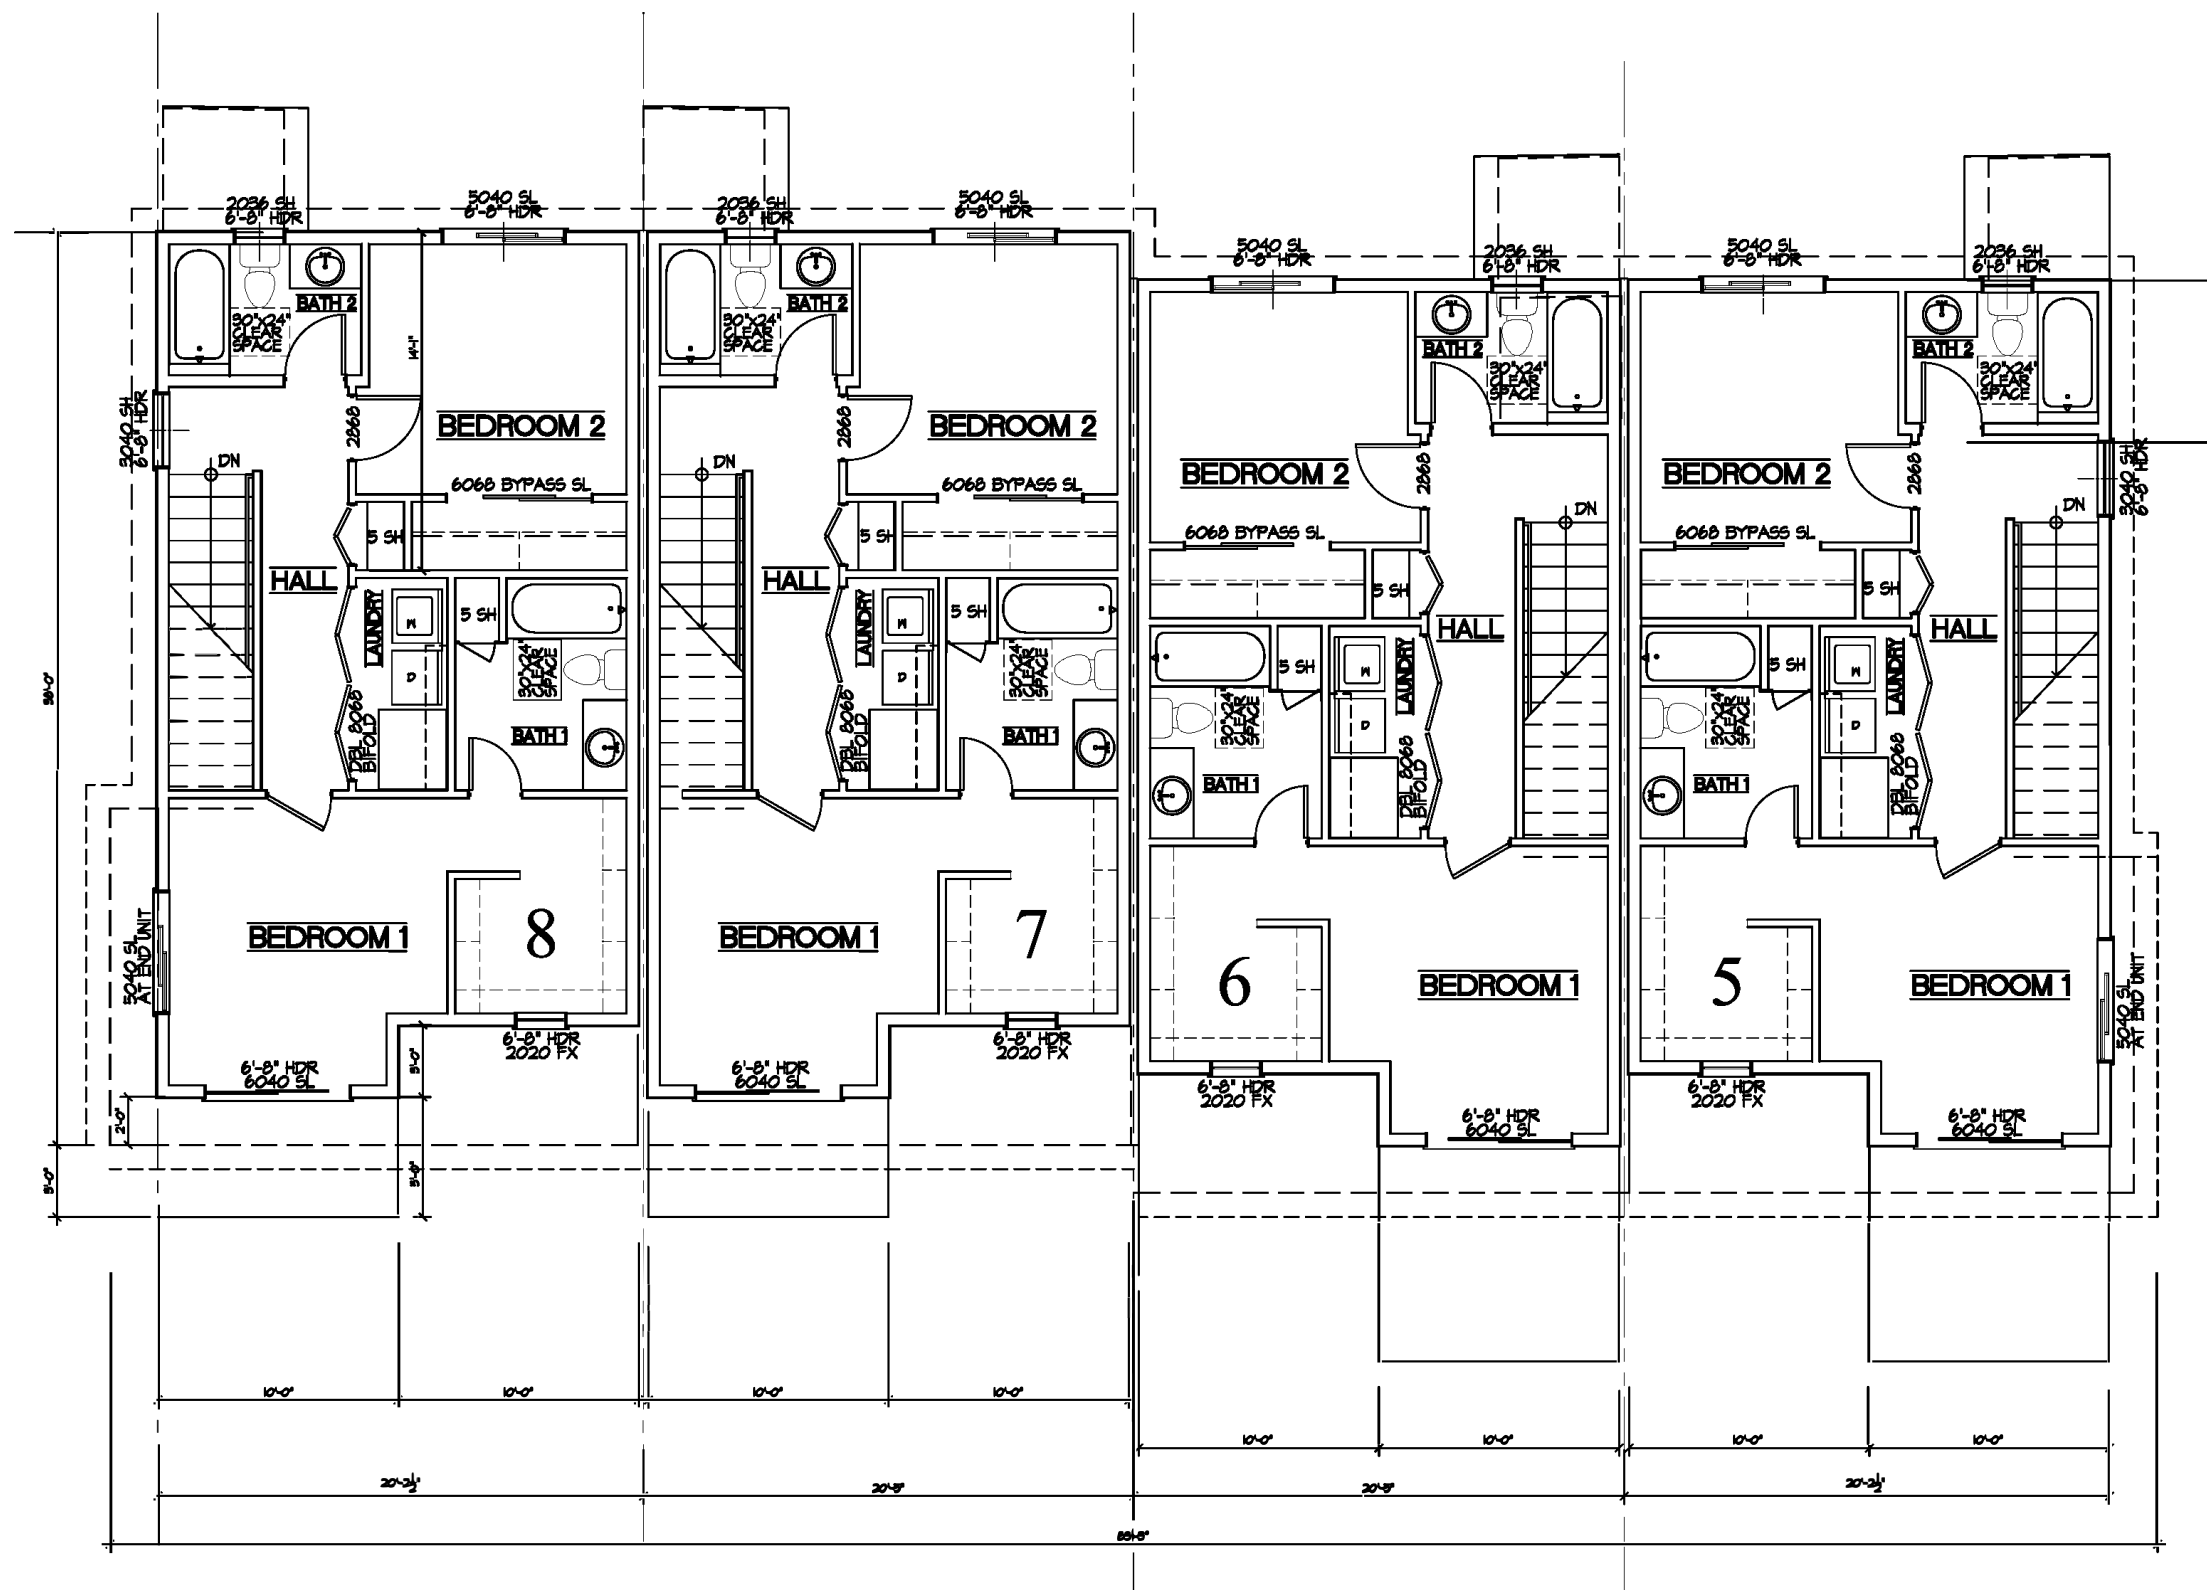 2036 SH
6'-8" HDR
5040 SL
6'-8" HDR
2036 SH
6'-8" HDR
5040 SL
6'-8" HDR
5040 SL
6'-8" HDR
2036 SH
6'-8" HDR
5040 SL
6'-8" HDR
2036 SH
6'-8" HDR
BATH 2
30"x24"
CLEAR
SPACE
14'-1"
BATH 2
30"x24"
CLEAR
SPACE
BATH 2
30"x24"
CLEAR
SPACE
BATH 2
30"x24"
CLEAR
SPACE
3040 SH
6'-8" HDR
2868
BEDROOM 2
2868
BEDROOM 2
BEDROOM 2
2868
BEDROOM 2
2868
3040 SH
6'-8" HDR
DN
6068 BYPASS SL
DN
6068 BYPASS SL
6068 BYPASS SL
DN
6068 BYPASS SL
DN
5 SH
5 SH
5 SH
5 SH
HALL
HALL
HALL
HALL
LAUNDRY
W
D
5 SH
30"x24"
CLEAR
SPACE
LAUNDRY
W
D
5 SH
30"x24"
CLEAR
SPACE
30"x24"
CLEAR
SPACE
5 SH
W
D
LAUNDRY
30"x24"
CLEAR
SPACE
5 SH
W
D
LAUNDRY
DBL 8068
BIFOLD
BATH 1
DBL 8068
BIFOLD
BATH 1
BATH 1
DBL 8068
BIFOLD
BATH 1
DBL 8068
BIFOLD
5040 SL
AT END UNIT
BEDROOM 1
8
BEDROOM 1
7
6
BEDROOM 1
5
BEDROOM 1
5040 SL
AT END UNIT
6'-8" HDR
2020 FX
6'-8" HDR
2020 FX
6'-8" HDR
6040 SL
6'-8" HDR
6040 SL
6'-8" HDR
2020 FX
6'-8" HDR
2020 FX
6'-8" HDR
6040 SL
6'-8" HDR
6040 SL
2'-0"
10'-0"
10'-0"
10'-0"
10'-0"
10'-0"
10'-0"
10'-0"
10'-0"
20'-2½"
20'-2½"